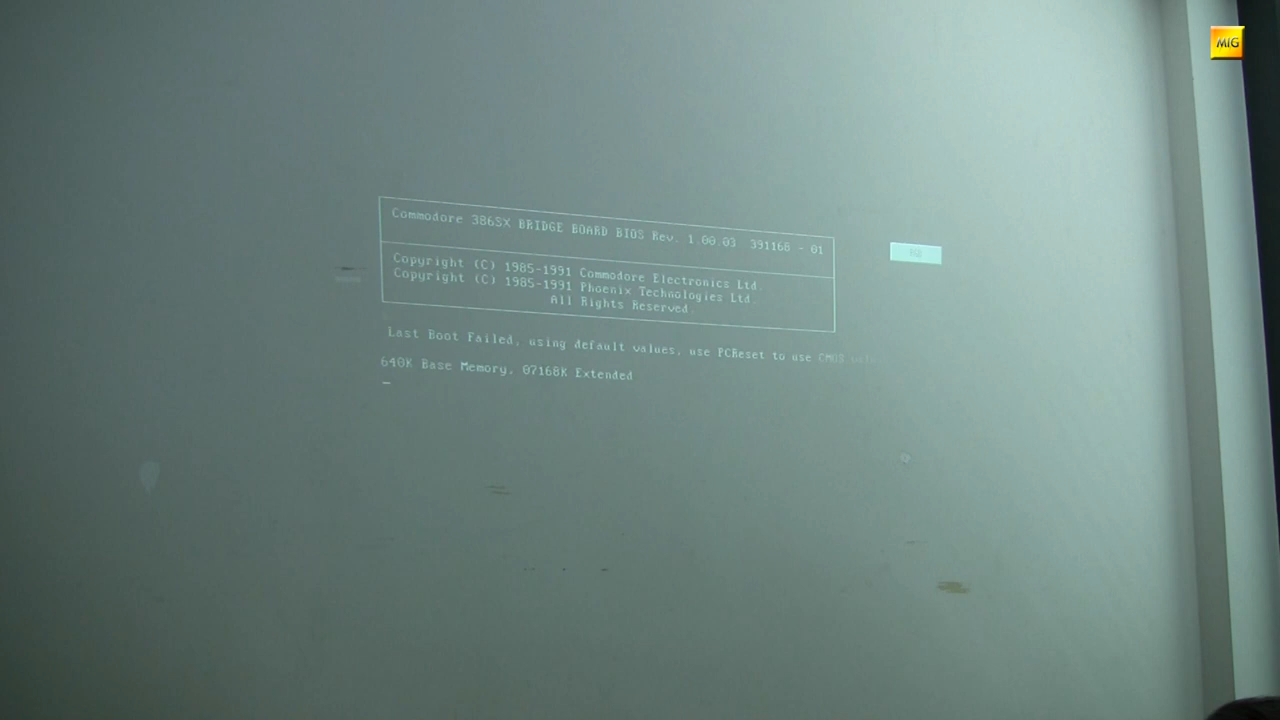 MIG
Commodore 386SX BRIDGE BOARD BIOS Rev. 1.00.03 391168 - 01
Copyright (C) 1985-1991 Commodore Electronics Ltd.
Copyright (C) 1985-1991 Phoenix Technologies Ltd.
All Rights Reserved.
Last Boot Failed, using default values, use PCReset to use CMOS
640K Base Memory, 07168K Extended